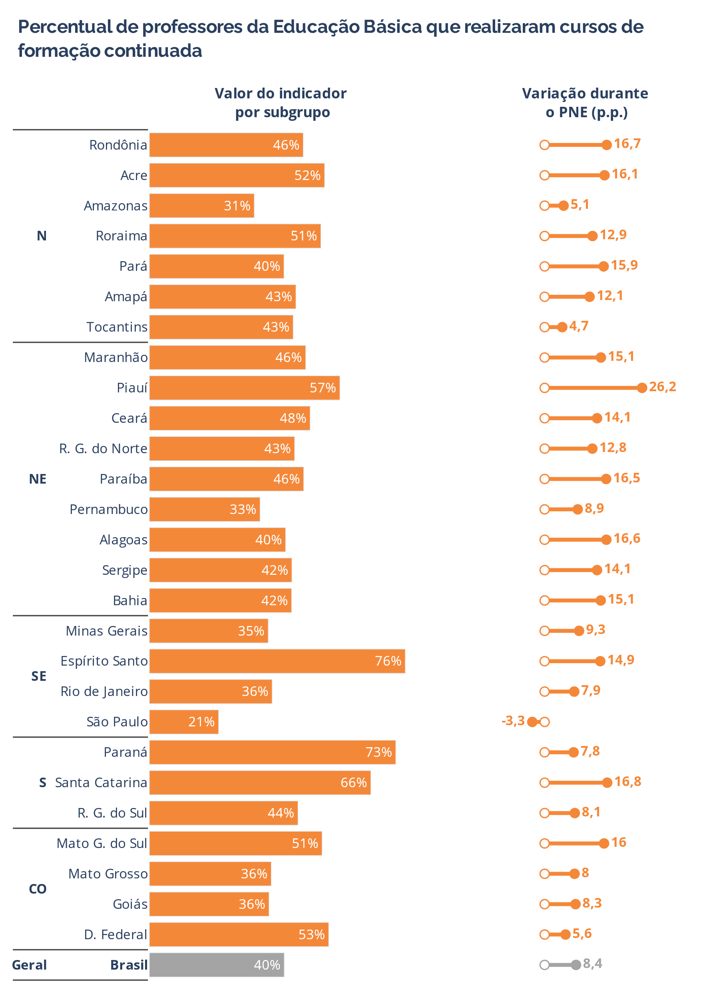 Percentual de professores da Educação Básica que realizaram cursos de
formação continuada
Valor do indicador
por subgrupo
Variação durante
o PNE (p.p.)
Rondônia 46% 16,7
Acre 52% 16,1
Amazonas 31% 5,1
N Roraima 51% 12,9
Pará 40% 15,9
Amapá 43% 12,1
Tocantins 43% 4,7
Maranhão 46% 15,1
Piauí 57% 26,2
Ceará 48% 14,1
R. G. do Norte 43% 12,8
NE Paraíba 46% 16,5
Pernambuco 33% 8,9
Alagoas 40% 16,6
Sergipe 42% 14,1
Bahia 42% 15,1
Minas Gerais 35% 9,3
Espírito Santo 76% 14,9
SE
Rio de Janeiro 36% 7,9
São Paulo 21% -3,3
Paraná 73% 7,8
S Santa Catarina 66% 16,8
R. G. do Sul 44% 8,1
Mato G. do Sul 51% 16
Mato Grosso 36% 8
CO
Goiás 36% 8,3
D. Federal 53% 5,6
Geral Brasil 40% 8,4